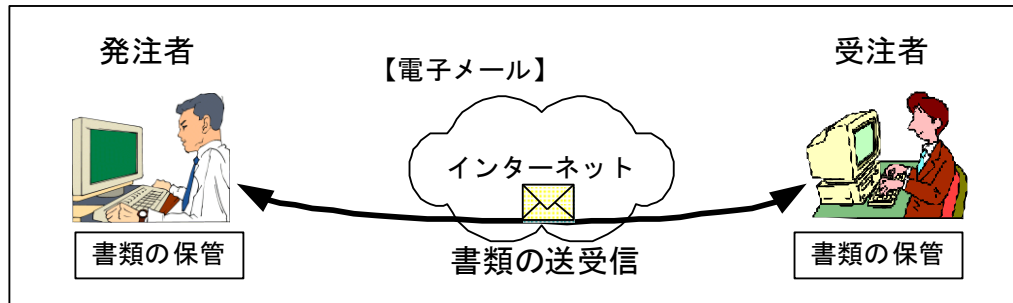 発注者
受注者
【電子メール】
インターネット
書類の送受信
書類の保管
書類の保管